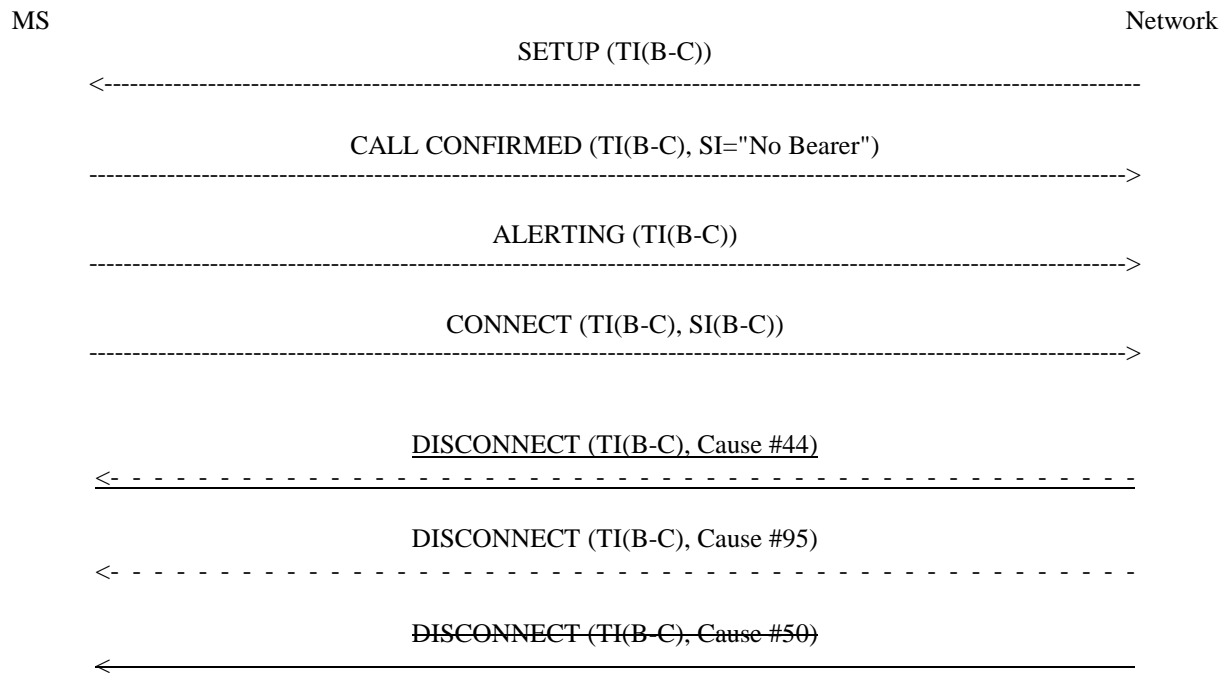 MS Network
SETUP (TI(B-C))
CALL CONFIRMED (TI(B-C), SI="No Bearer")
ALERTING (TI(B-C))
CONNECT (TI(B-C), SI(B-C))
DISCONNECT (TI(B-C), Cause #44)
DISCONNECT (TI(B-C), Cause #95)
DISCONNECT (TI(B-C), Cause #50)